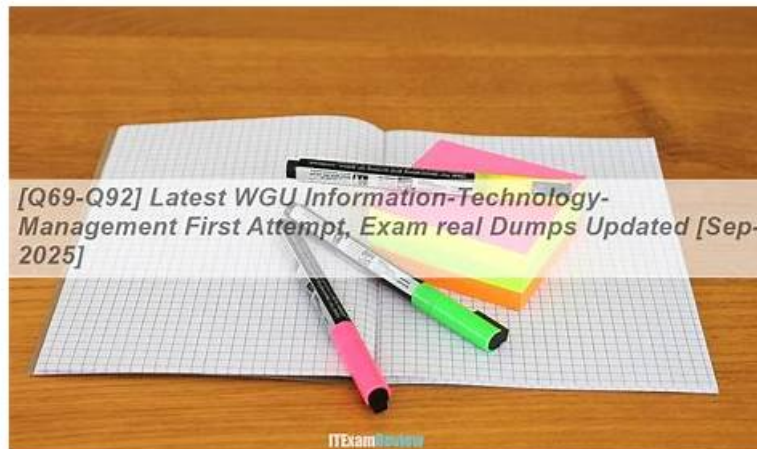 [Q69-Q92] Latest WGU Information-Technology-
Management First Attempt, Exam real Dumps Updated [Sep-
2025]
ITExamReview